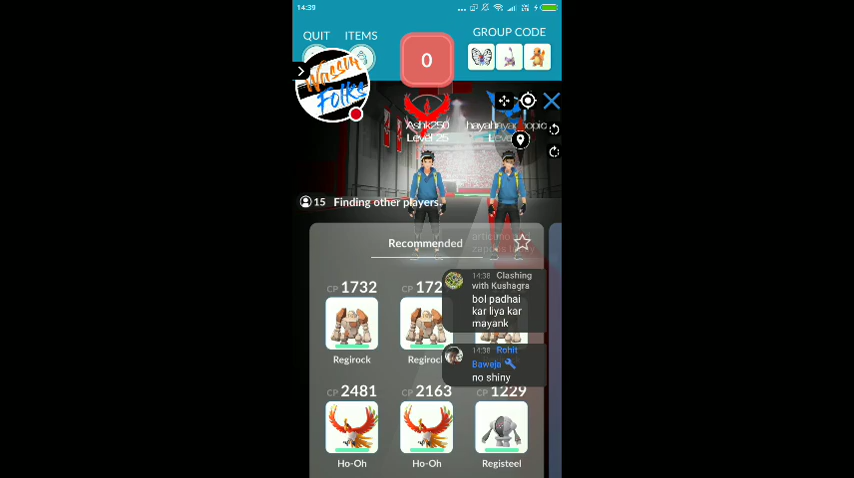 14:39
QUIT
ITEMS
GROUP CODE
0
Wassup
Folks
Ashk250
Level 25
15 Finding other players.
Recommended
CP 1732
Regirock
14:38 Clashing
with Kushagra
bol padhai
kar liya kar
mayank
14:38 Rohit
Baweja
no shiny
CP 2481
CP 2163
CP 1229
Ho-Oh
Ho-Oh
Registeel